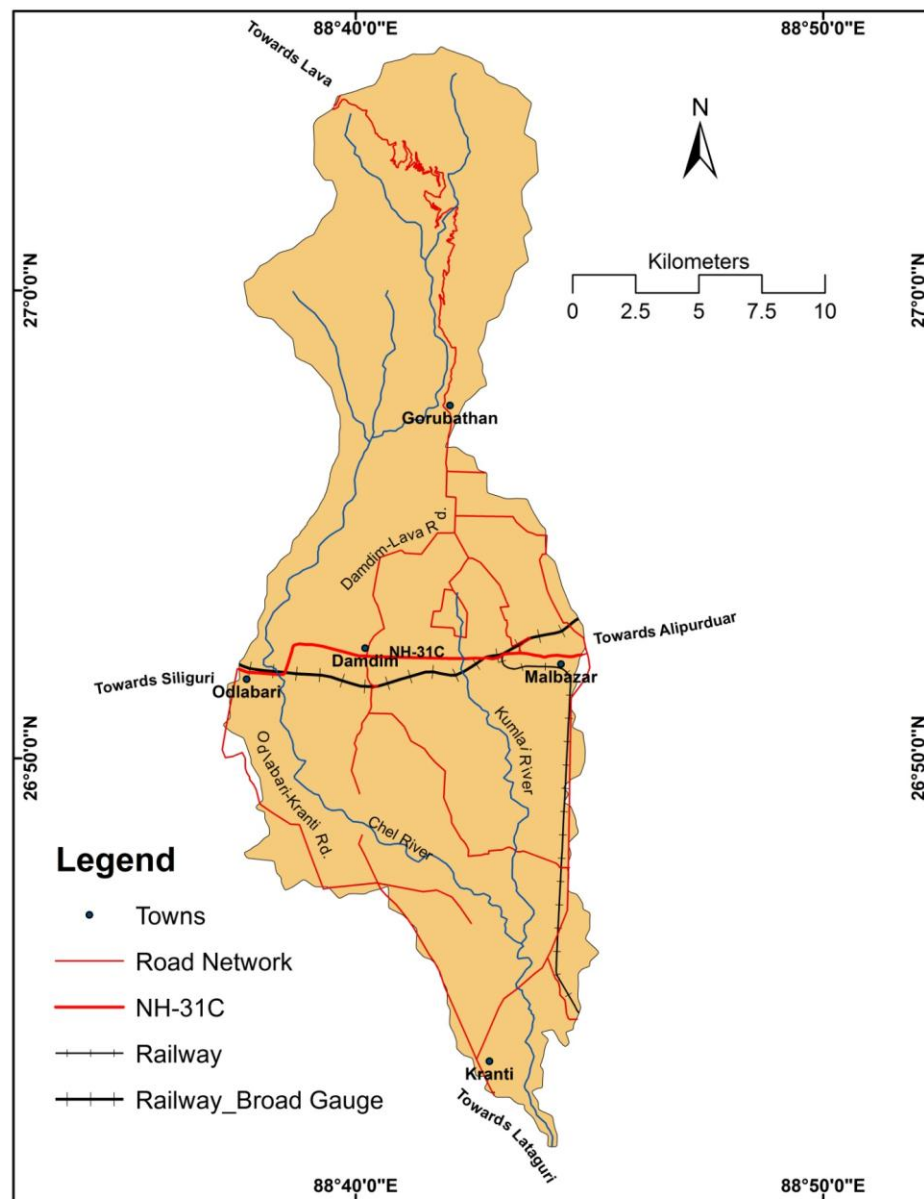 88°40'0"E
88°50'0"E
Towards Lava
N
Kilometers
0 2.5 5 7.5 10
27°0'0"N
27°0'0"N
Gorubathan
Damdim-Lava Rd.
Towards Alipurduar
NH-31C
Damdim
Malbazar
Towards Siliguri
Odlabari
Kumlai River
26°50'0"N
26°50'0"N
Odlabari-Kranti Rd.
Chel River
Legend
Towns
Road Network
NH-31C
Railway
Railway_Broad Gauge
Kranti
Towards Lataguri
88°40'0"E
88°50'0"E